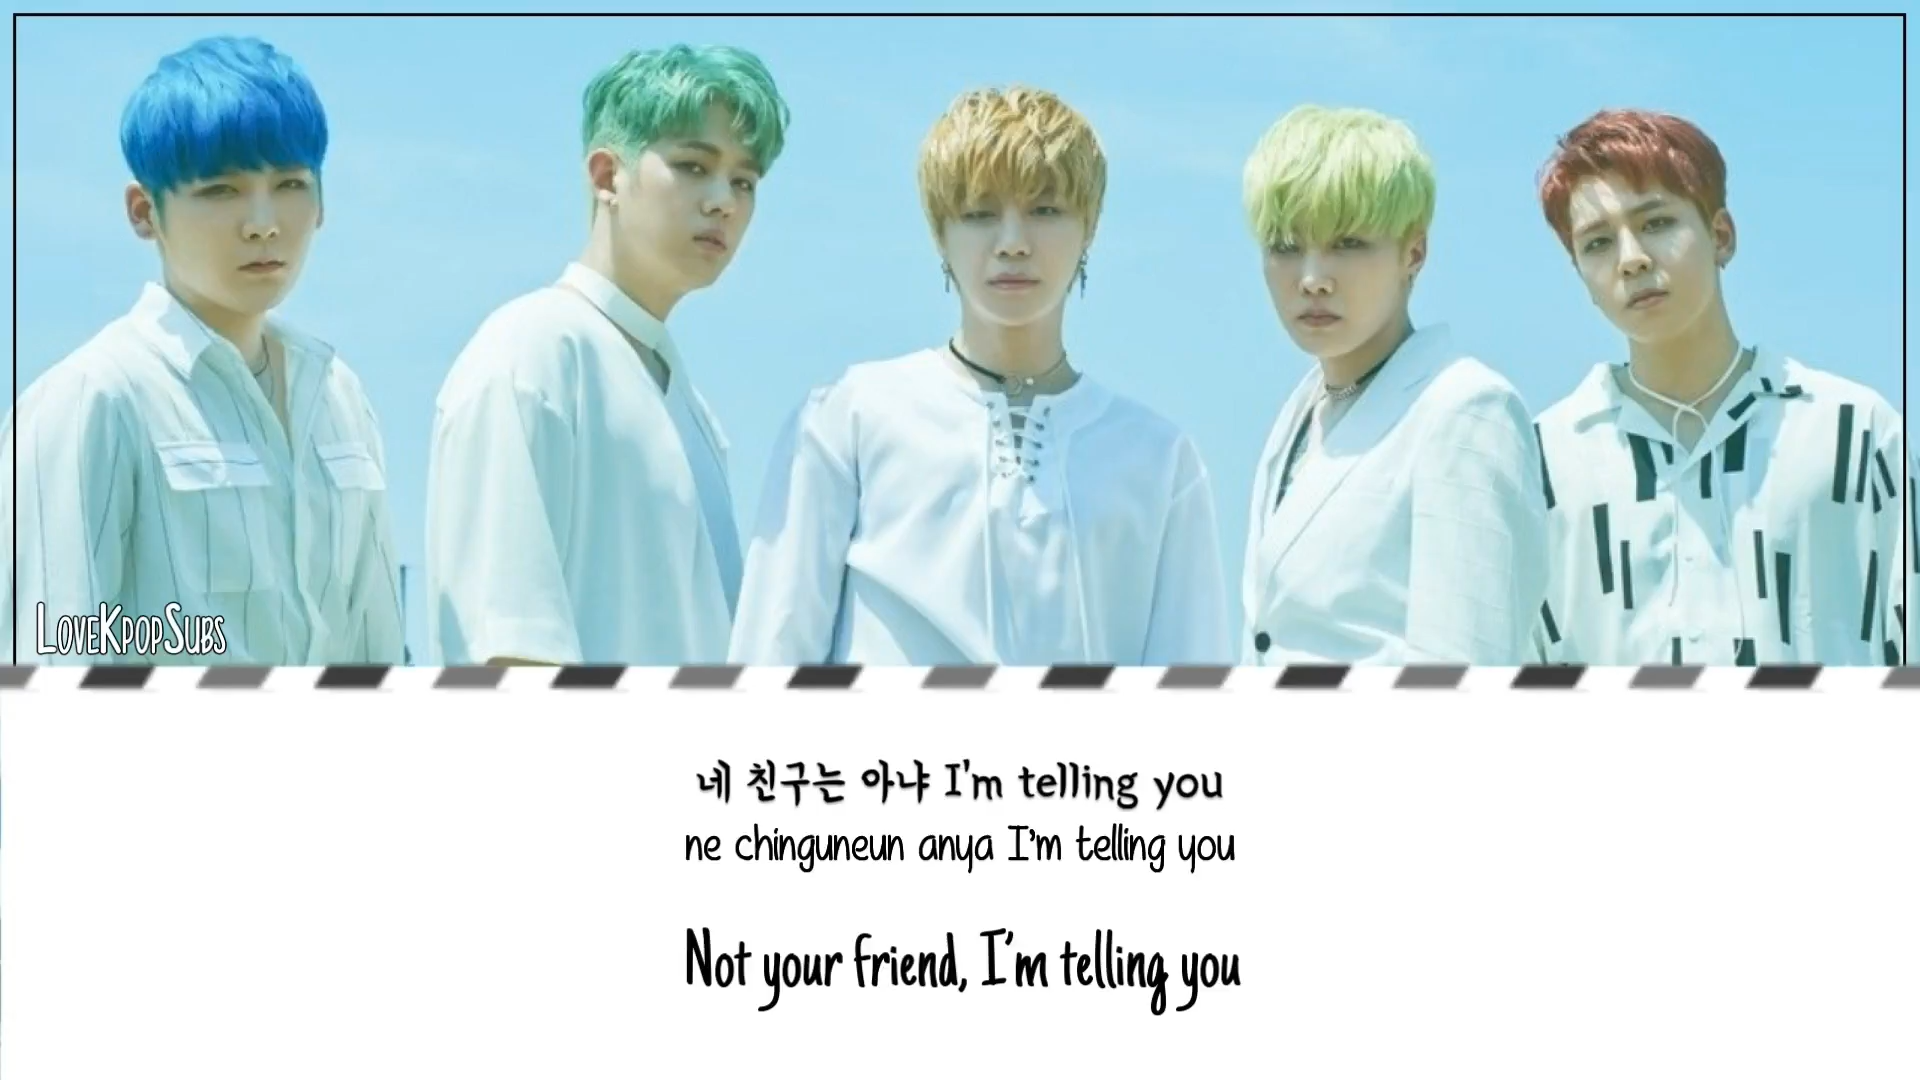 LoveKpopSubs
네 친구는 아냐 I'm telling you
ne chinguneun anya I'm telling you
Not your friend, I'm telling you